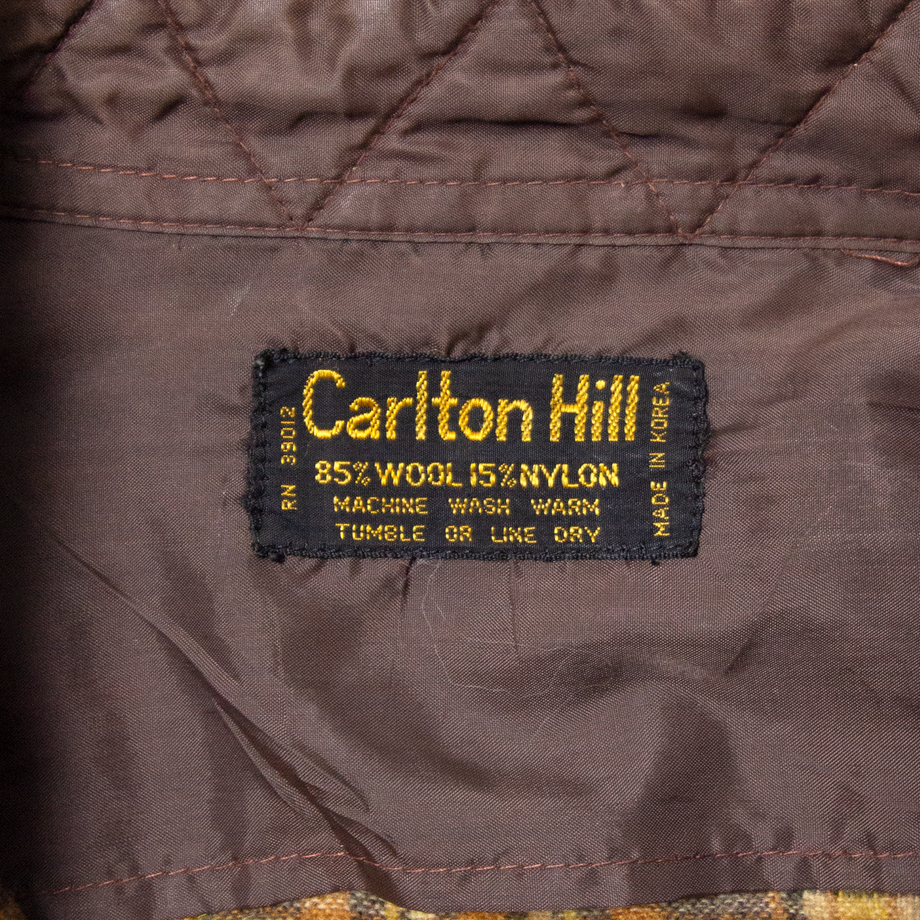 Carlton Hill
85% WOOL 15% NYLON
MACHINE WASH WARM
TUMBLE OR LINE DRY
RN 39012
MADE IN KOREA